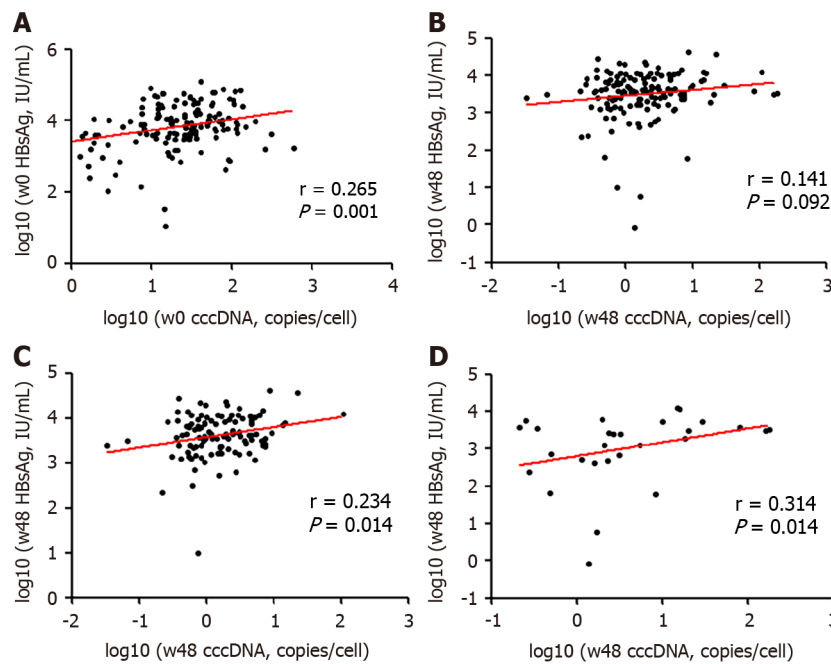 A
log10 (w0 HBsAg, IU/mL)
6
4
2
0
r = 0.265
P = 0.001
0
1
2
3
4
log10 (w0 cccDNA, copies/cell)
B
log10 (w48 HBsAg, IU/mL)
5
4
3
2
1
0
-1
r = 0.141
P = 0.092
-2
-1
0
1
2
3
log10 (w48 cccDNA, copies/cell)
C
log10 (w48 HBsAg, IU/mL)
5
4
3
2
1
0
r = 0.234
P = 0.014
-2
-1
0
1
2
3
log10 (w48 cccDNA, copies/cell)
D
log10 (w48 HBsAg, IU/mL)
5
4
3
2
1
0
-1
r = 0.314
P = 0.014
-1
0
1
2
3
log10 (w48 cccDNA, copies/cell)